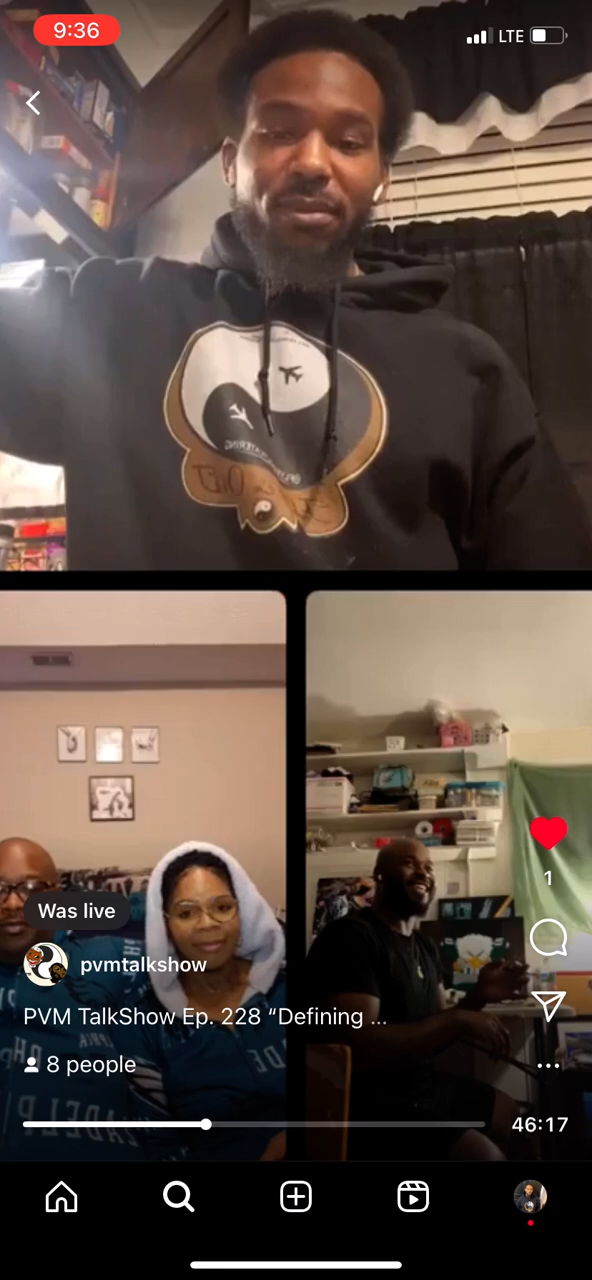 9:36
LTE
Was live
pvmtalkshow
PVM TalkShow Ep. 228 “Defining ...
8 people
1
46:17